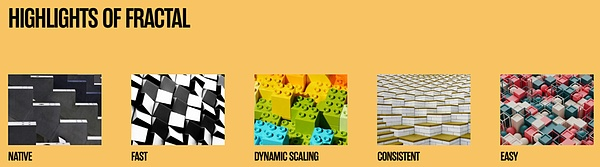 HIGHLIGHTS OF FRACTAL
NATIVE
FAST
DYNAMIC SCALING
CONSISTENT
EASY